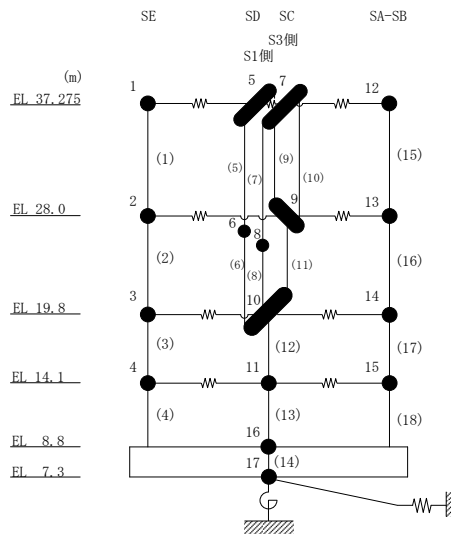 SE SD SC SA-SB
S3側
S1側
(m)
1 5 7 12
EL 37.275
(1) (5) (7) (9) (10) (15)
2 9 13
EL 28.0
6 8
(2) (6) (8) (11) (16)
3 10 14
EL 19.8
(3) (12) (17)
4 11 15
EL 14.1
(4) (13) (18)
16
EL 8.8
17 (14)
EL 7.3